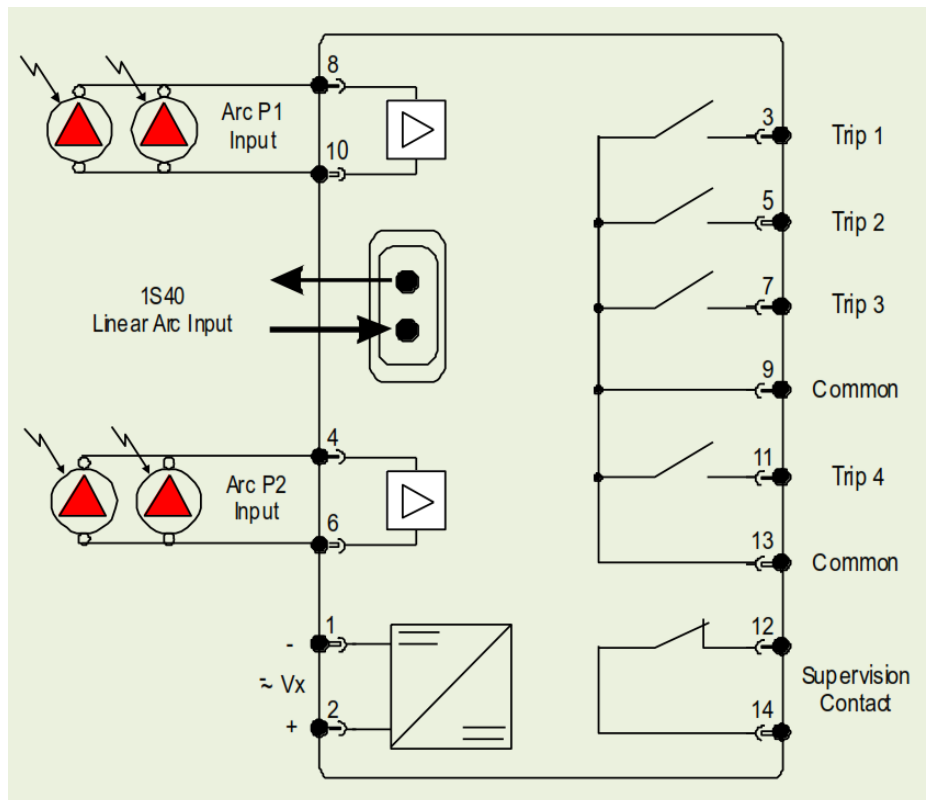 8
Arc P1
Input
10
3
Trip 1
5
Trip 2
1S40
Linear Arc Input
7
Trip 3
9
Common
4
Arc P2
Input
6
11
Trip 4
13
Common
1
-
~ Vx
2
+
12
Supervision
Contact
14